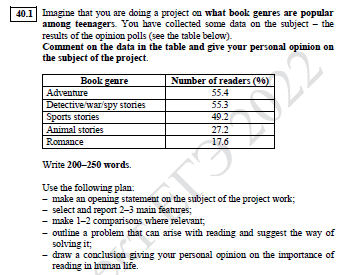 40.1 Imagine that you are doing a project on what book genres are popular
among teenagers. You have collected some data on the subject – the
results of the opinion polls (see the table below).
Comment on the data in the table and give your personal opinion on
the subject of the project.
Book genre Number of readers (%)
Adventure 55.4
Detective/war/spy stories 55.3
Sports stories 49.2
Animal stories 27.2
Romance 17.6
Write 200–250 words.
Use the following plan:
– make an opening statement on the subject of the project work;
– select and report 2–3 main features;
– make 1–2 comparisons where relevant;
– outline a problem that can arise with reading and suggest the way of
solving it;
– draw a conclusion giving your personal opinion on the importance of
reading in human life.
ЕГЭ 2022